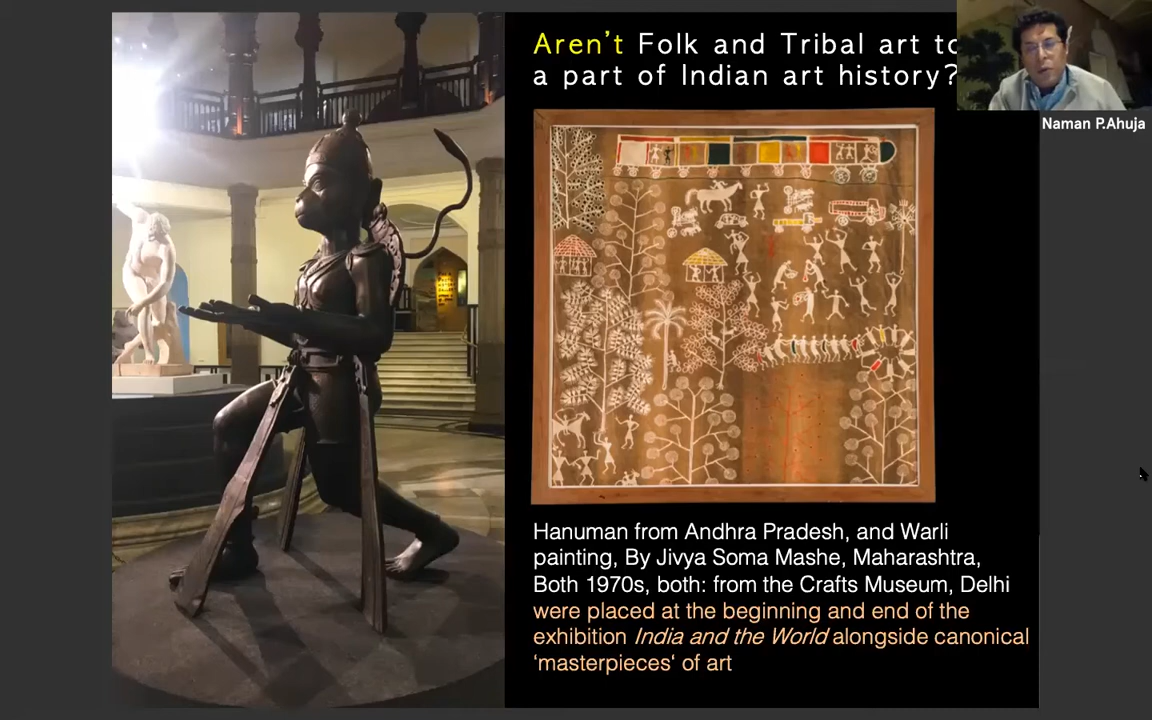 Aren't Folk and Tribal art
a part of Indian art history?
Naman P.Ahuja
Hanuman from Andhra Pradesh, and Warli
painting, By Jivya Soma Mashe, Maharashtra,
Both 1970s, both: from the Crafts Museum, Delhi
were placed at the beginning and end of the
exhibition India and the World alongside canonical
‘masterpieces‘ of art